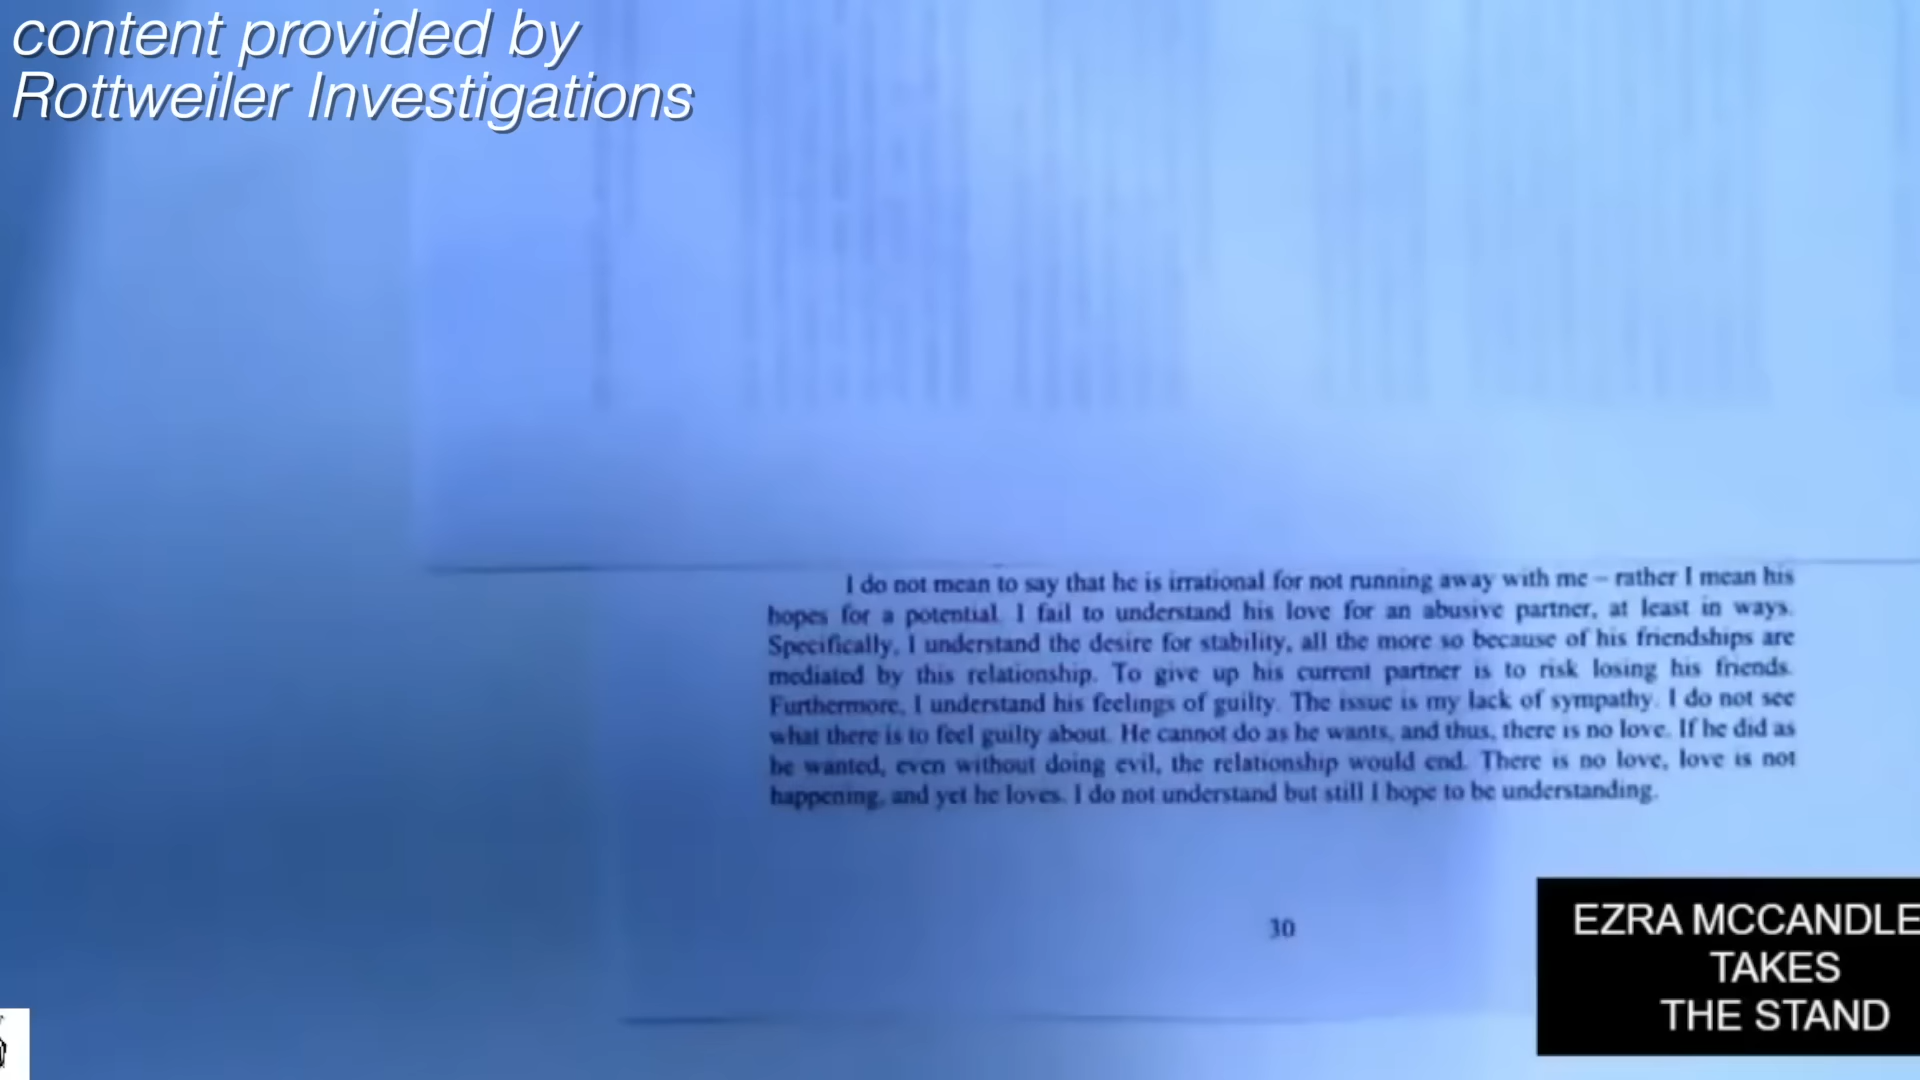 content provided by
Rottweiler Investigations
I do not mean to say that he is irrational for not running away with me – rather I mean his
hopes for a potential. I fail to understand his love for an abusive partner, at least in ways.
Specifically, I understand the desire for stability, all the more so because of his friendships are
mediated by this relationship. To give up his current partner is to risk losing his friends.
Furthermore, I understand his feelings of guilty. The issue is my lack of sympathy. I do not see
what there is to feel guilty about. He cannot do as he wants, and thus, there is no love. If he did as
he wanted, even without doing evil, the relationship would end. There is no love, love is not
happening, and yet he loves. I do not understand but still I hope to be understanding.
30
EZRA MCCANDLE
TAKES
THE STAND